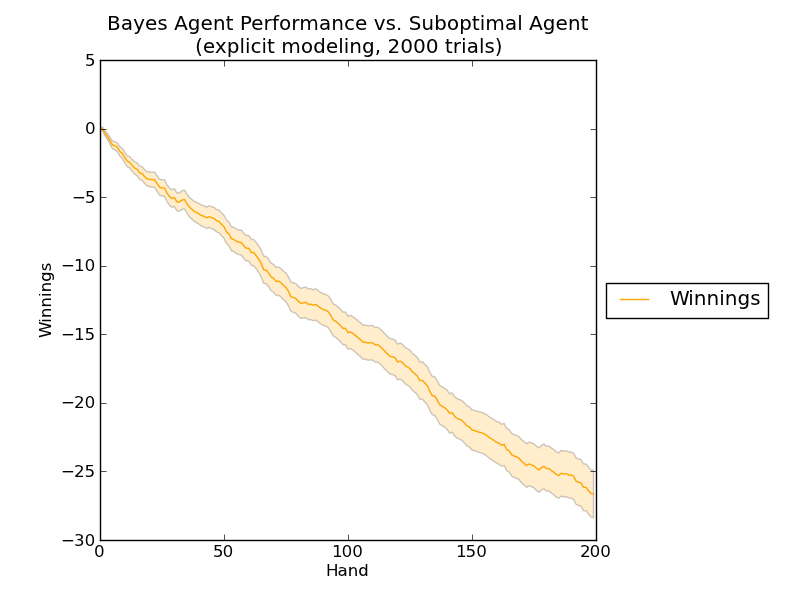 Bayes Agent Performance vs. Suboptimal Agent
(explicit modeling, 2000 trials)
5
0
−5
−10
−15
−20
−25
−30
Winnings
0
50
100
150
200
Hand
Winnings